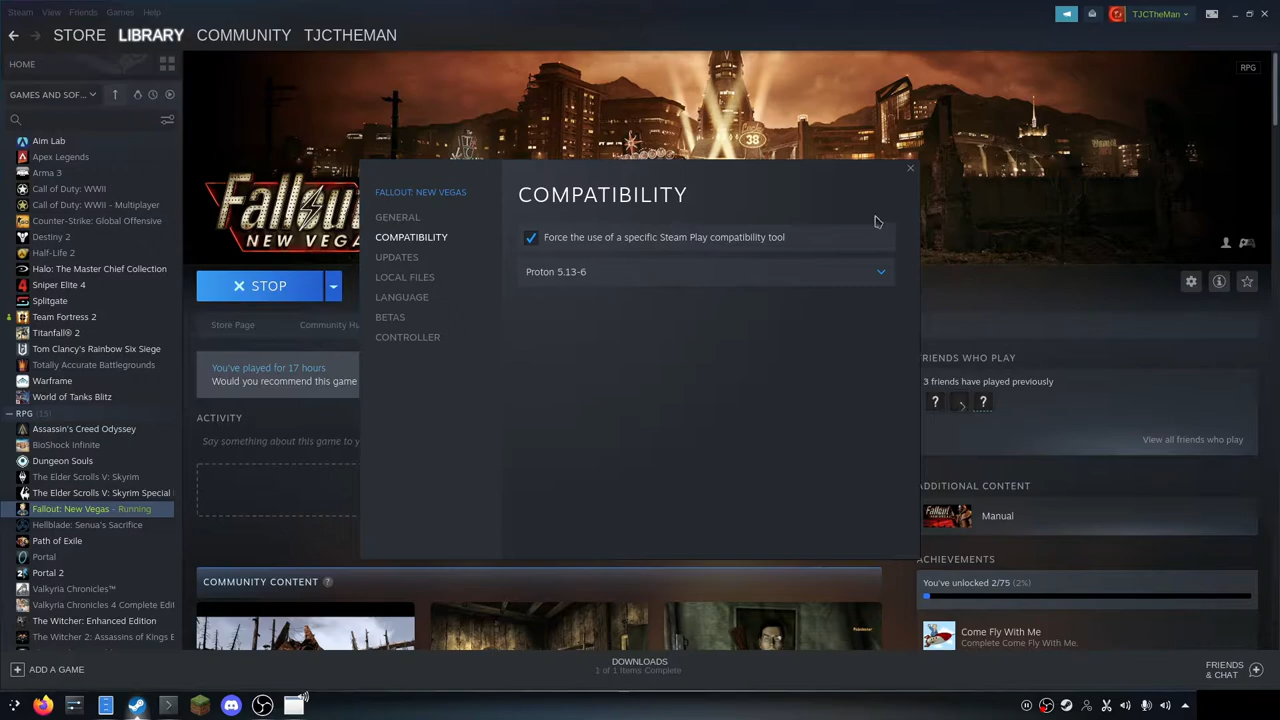 Steam View Friends Games Help
TJCTheMan
STORE LIBRARY COMMUNITY TJCTHEMAN
HOME
RPG
GAMES AND SOF...
Aim Lab
Apex Legends
Arma 3
Call of Duty: WWII
Call of Duty: WWII - Multiplayer
Counter-Strike: Global Offensive
Destiny 2
Half-Life 2
Halo: The Master Chief Collection
Sniper Elite 4
Splitgate
Team Fortress 2
Titanfall® 2
Tom Clancy's Rainbow Six Siege
Totally Accurate Battlegrounds
Warframe
World of Tanks Blitz
RPG (15)
Assassin's Creed Odyssey
BioShock Infinite
Dungeon Souls
The Elder Scrolls V: Skyrim
The Elder Scrolls V: Skyrim Special
Fallout: New Vegas - Running
Hellblade: Senua's Sacrifice
Path of Exile
Portal
Portal 2
Valkyria Chronicles™
Valkyria Chronicles 4 Complete Edit
The Witcher: Enhanced Edition
The Witcher 2: Assassins of Kings E
ADD A GAME
38
Fallout
NEW VEGA
STOP
Store Page Community Hu
You've played for 17 hours
Would you recommend this game
ACTIVITY
Say something about this game to y
FALLOUT: NEW VEGAS
GENERAL
COMPATIBILITY
UPDATES
LOCAL FILES
LANGUAGE
BETAS
CONTROLLER
COMPATIBILITY
Force the use of a specific Steam Play compatibility tool
Proton 5.13-6
RIENDS WHO PLAY
3 friends have played previously
? ?
View all friends who play
ADDITIONAL CONTENT
Manual
ACHIEVEMENTS
You've unlocked 2/75 (2%)
Come Fly With Me
Complete Come Fly With Me.
COMMUNITY CONTENT ?
DOWNLOADS
1 of 1 Items Complete
FRIENDS
& CHAT